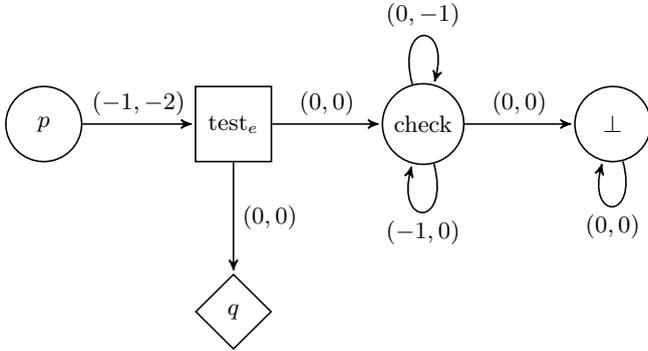 (0, −1)
p
(−1, −2)
test_e
(0, 0)
check
(0, 0)
⊥
(0, 0)
(−1, 0)
(0, 0)
q